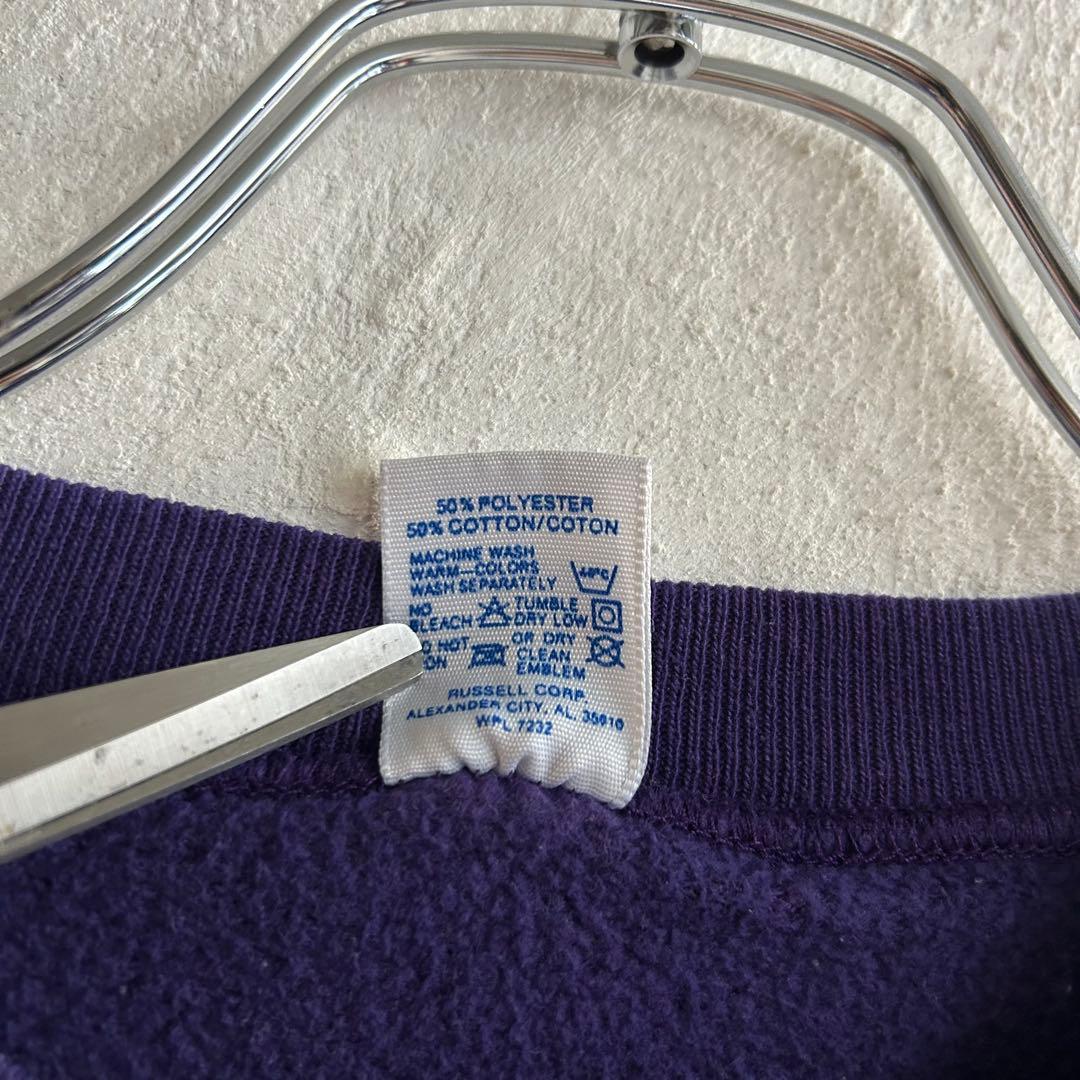 50% POLYESTER
50% COTTON/COTON
MACHINE WASH
WARM—COLORS
WASH SEPARATELY
NO TUMBLE
BLEACH DRY LOW
NOT OR DRY
CLEAN
EMBLEM
RUSSELL CORP.
ALEXANDER CITY, AL. 35010
WPL 7232